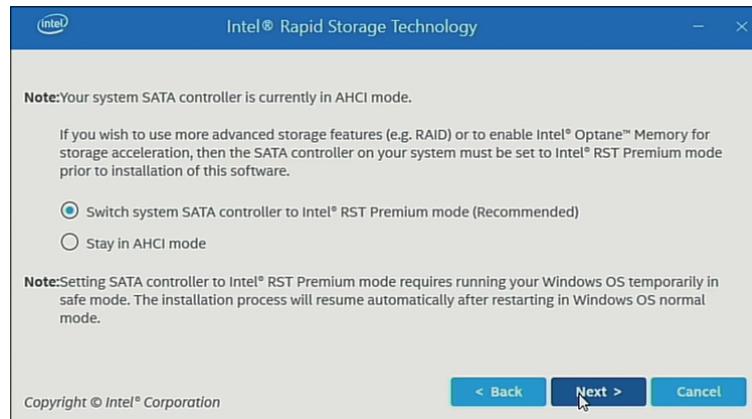 intel
Intel® Rapid Storage Technology
Note:Your system SATA controller is currently in AHCI mode.
If you wish to use more advanced storage features (e.g. RAID) or to enable Intel® Optane™ Memory for
storage acceleration, then the SATA controller on your system must be set to Intel® RST Premium mode
prior to installation of this software.
Switch system SATA controller to Intel® RST Premium mode (Recommended)
Stay in AHCI mode
Note:Setting SATA controller to Intel® RST Premium mode requires running your Windows OS temporarily in
safe mode. The installation process will resume automatically after restarting in Windows OS normal
mode.
< Back Next > Cancel
Copyright © Intel® Corporation